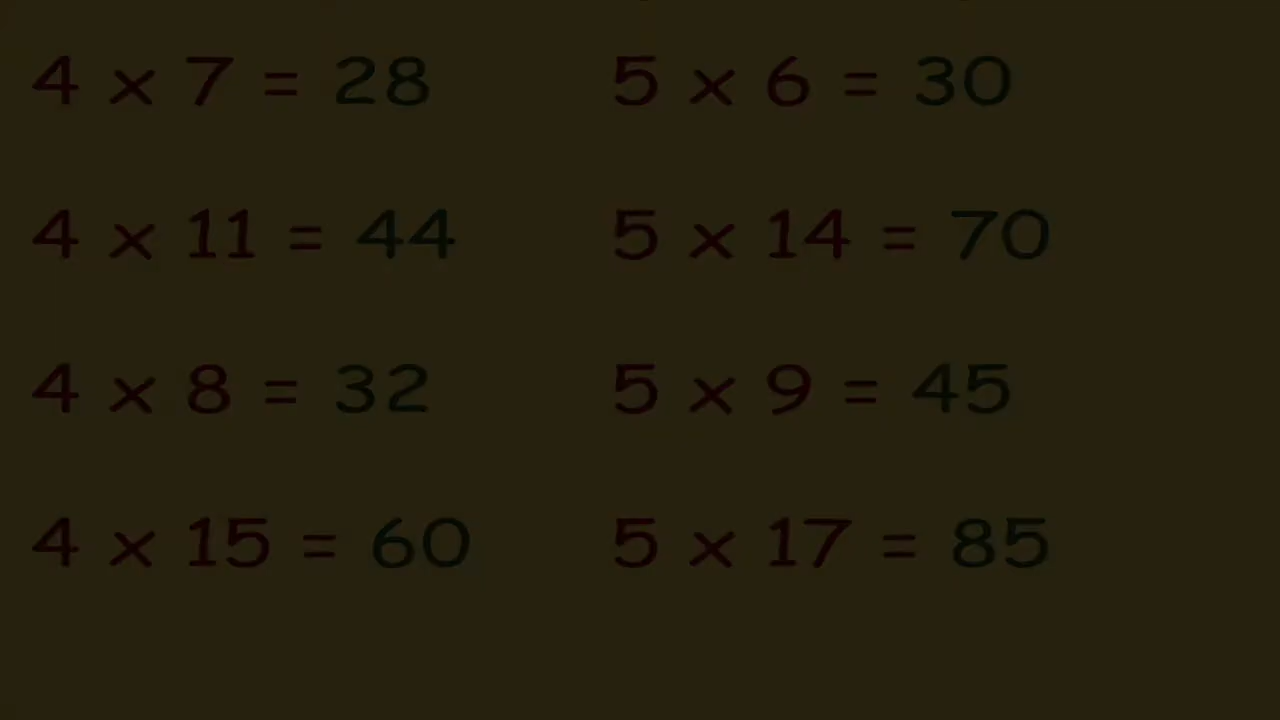 4 x 7 = 28
5 x 6 = 30
4 x 11 = 44
5 x 14 = 70
4 x 8 = 32
5 x 9 = 45
4 x 15 = 60
5 x 17 = 85